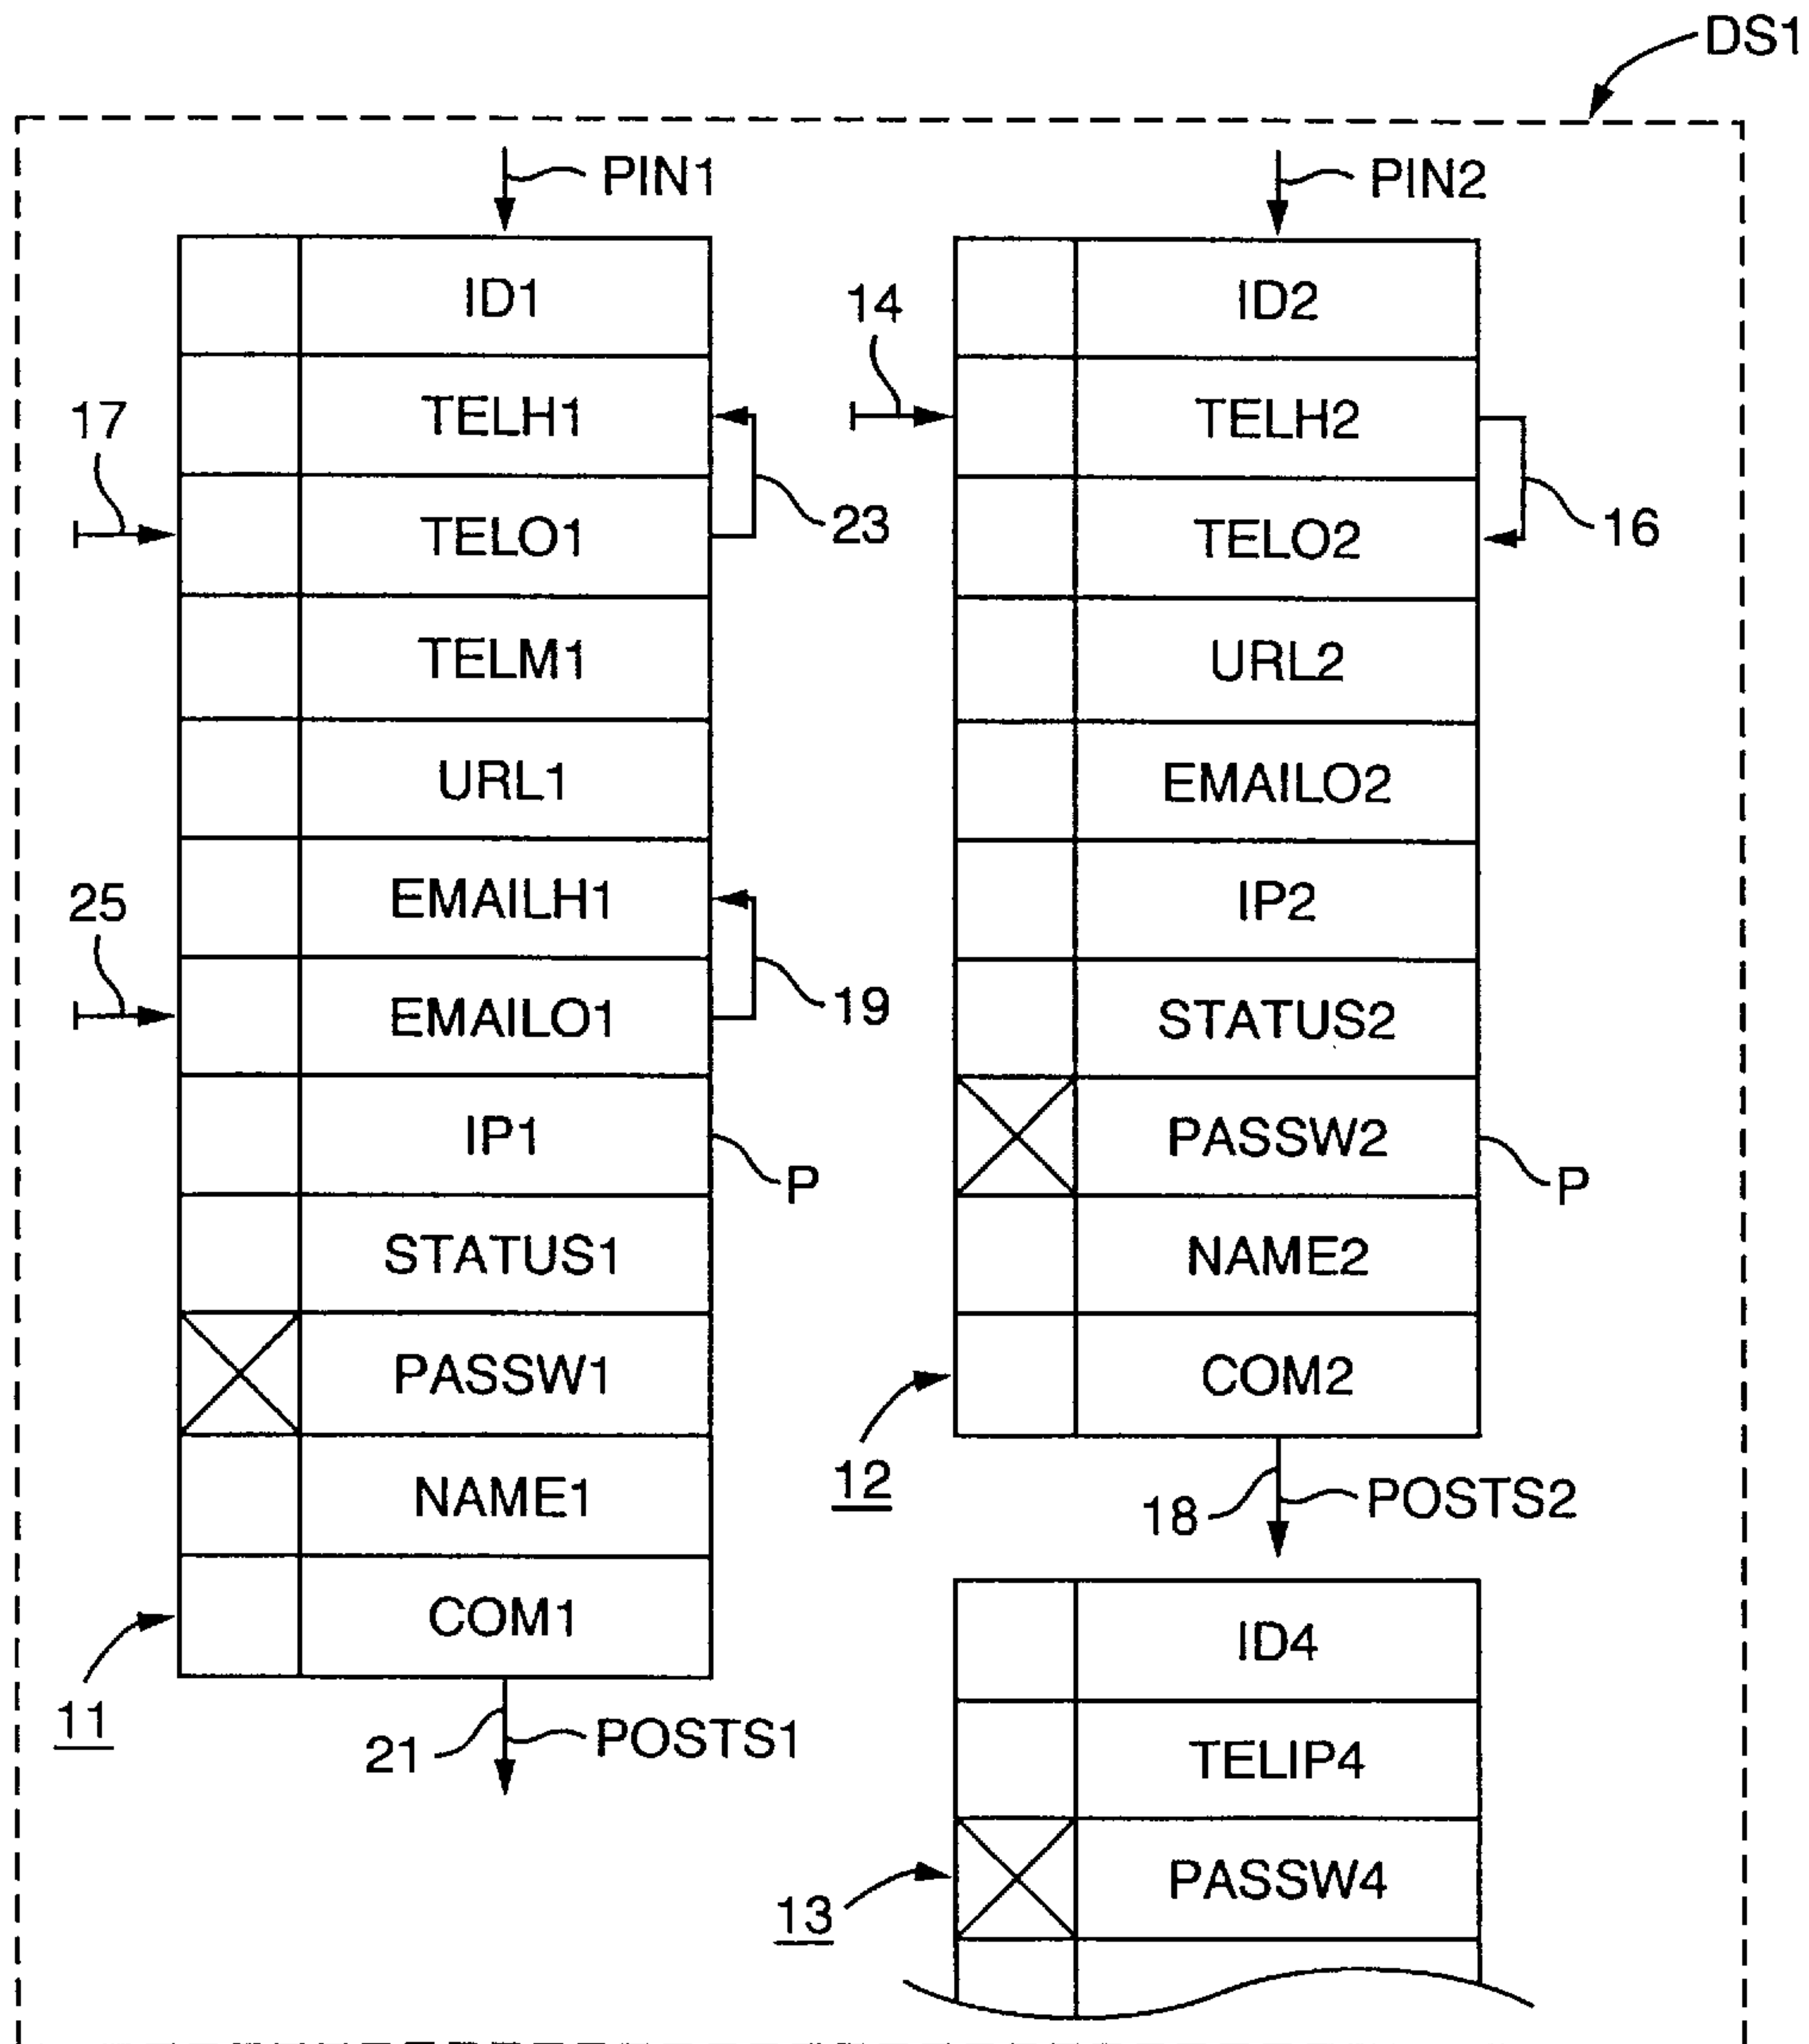 DS1
PIN1
PIN2
ID1
TELH1
TELO1
TELM1
URL1
EMAILH1
EMAILO1
IP1
STATUS1
PASSW1
NAME1
COM1
17
25
23
19
P
11
21
POSTS1
14
ID2
TELH2
TELO2
URL2
EMAILO2
IP2
STATUS2
PASSW2
NAME2
COM2
16
P
12
18
POSTS2
ID4
TELIP4
PASSW4
13